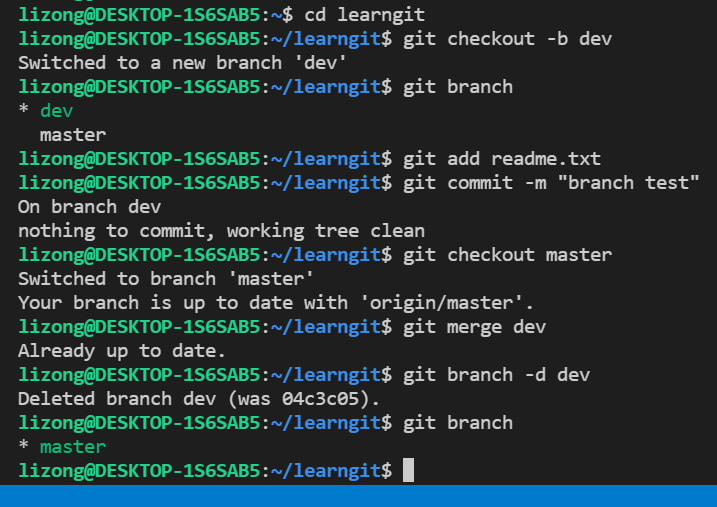 lizong@DESKTOP-1S6SAB5:~$ cd learngit
lizong@DESKTOP-1S6SAB5:~/learngit$ git checkout -b dev
Switched to a new branch 'dev'
lizong@DESKTOP-1S6SAB5:~/learngit$ git branch
* dev
  master
lizong@DESKTOP-1S6SAB5:~/learngit$ git add readme.txt
lizong@DESKTOP-1S6SAB5:~/learngit$ git commit -m "branch test"
On branch dev
nothing to commit, working tree clean
lizong@DESKTOP-1S6SAB5:~/learngit$ git checkout master
Switched to branch 'master'
Your branch is up to date with 'origin/master'.
lizong@DESKTOP-1S6SAB5:~/learngit$ git merge dev
Already up to date.
lizong@DESKTOP-1S6SAB5:~/learngit$ git branch -d dev
Deleted branch dev (was 04c3c05).
lizong@DESKTOP-1S6SAB5:~/learngit$ git branch
* master
lizong@DESKTOP-1S6SAB5:~/learngit$